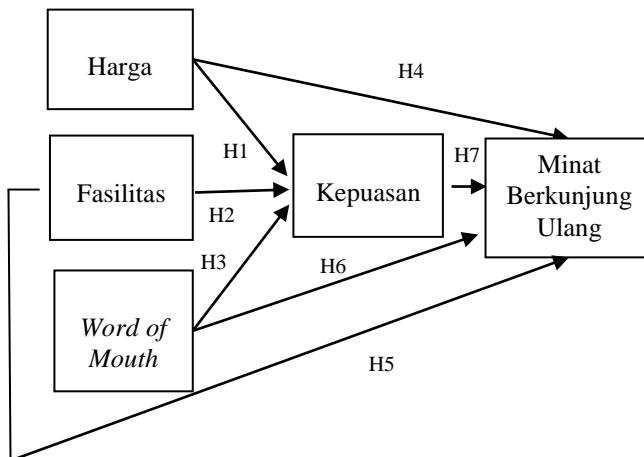 Harga
H4
H1
Fasilitas
H2
Kepuasan
H7
Minat
Berkunjung
Ulang
H3
H6
Word of
Mouth
H5